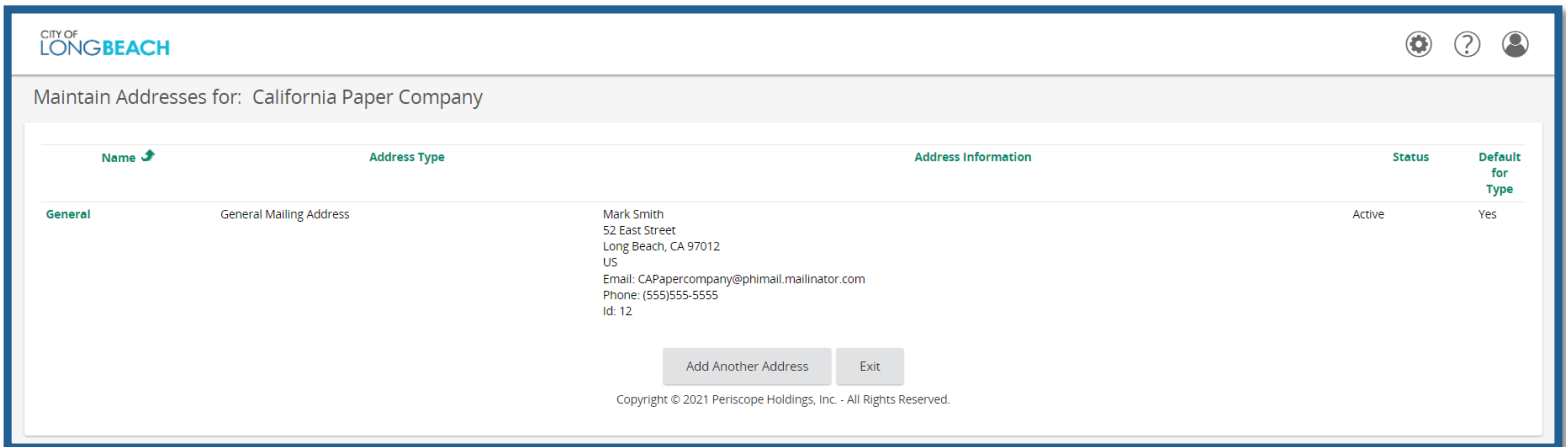 CITY OF
LONGBEACH
?
Maintain Addresses for: California Paper Company
Name Address Type Address Information Status Default
for
Type
General General Mailing Address Mark Smith Active Yes
52 East Street
Long Beach, CA 97012
US
Email: CAPapercompany@phimail.mailinator.com
Phone: (555)555-5555
Id: 12
Add Another Address Exit
Copyright © 2021 Periscope Holdings, Inc. - All Rights Reserved.